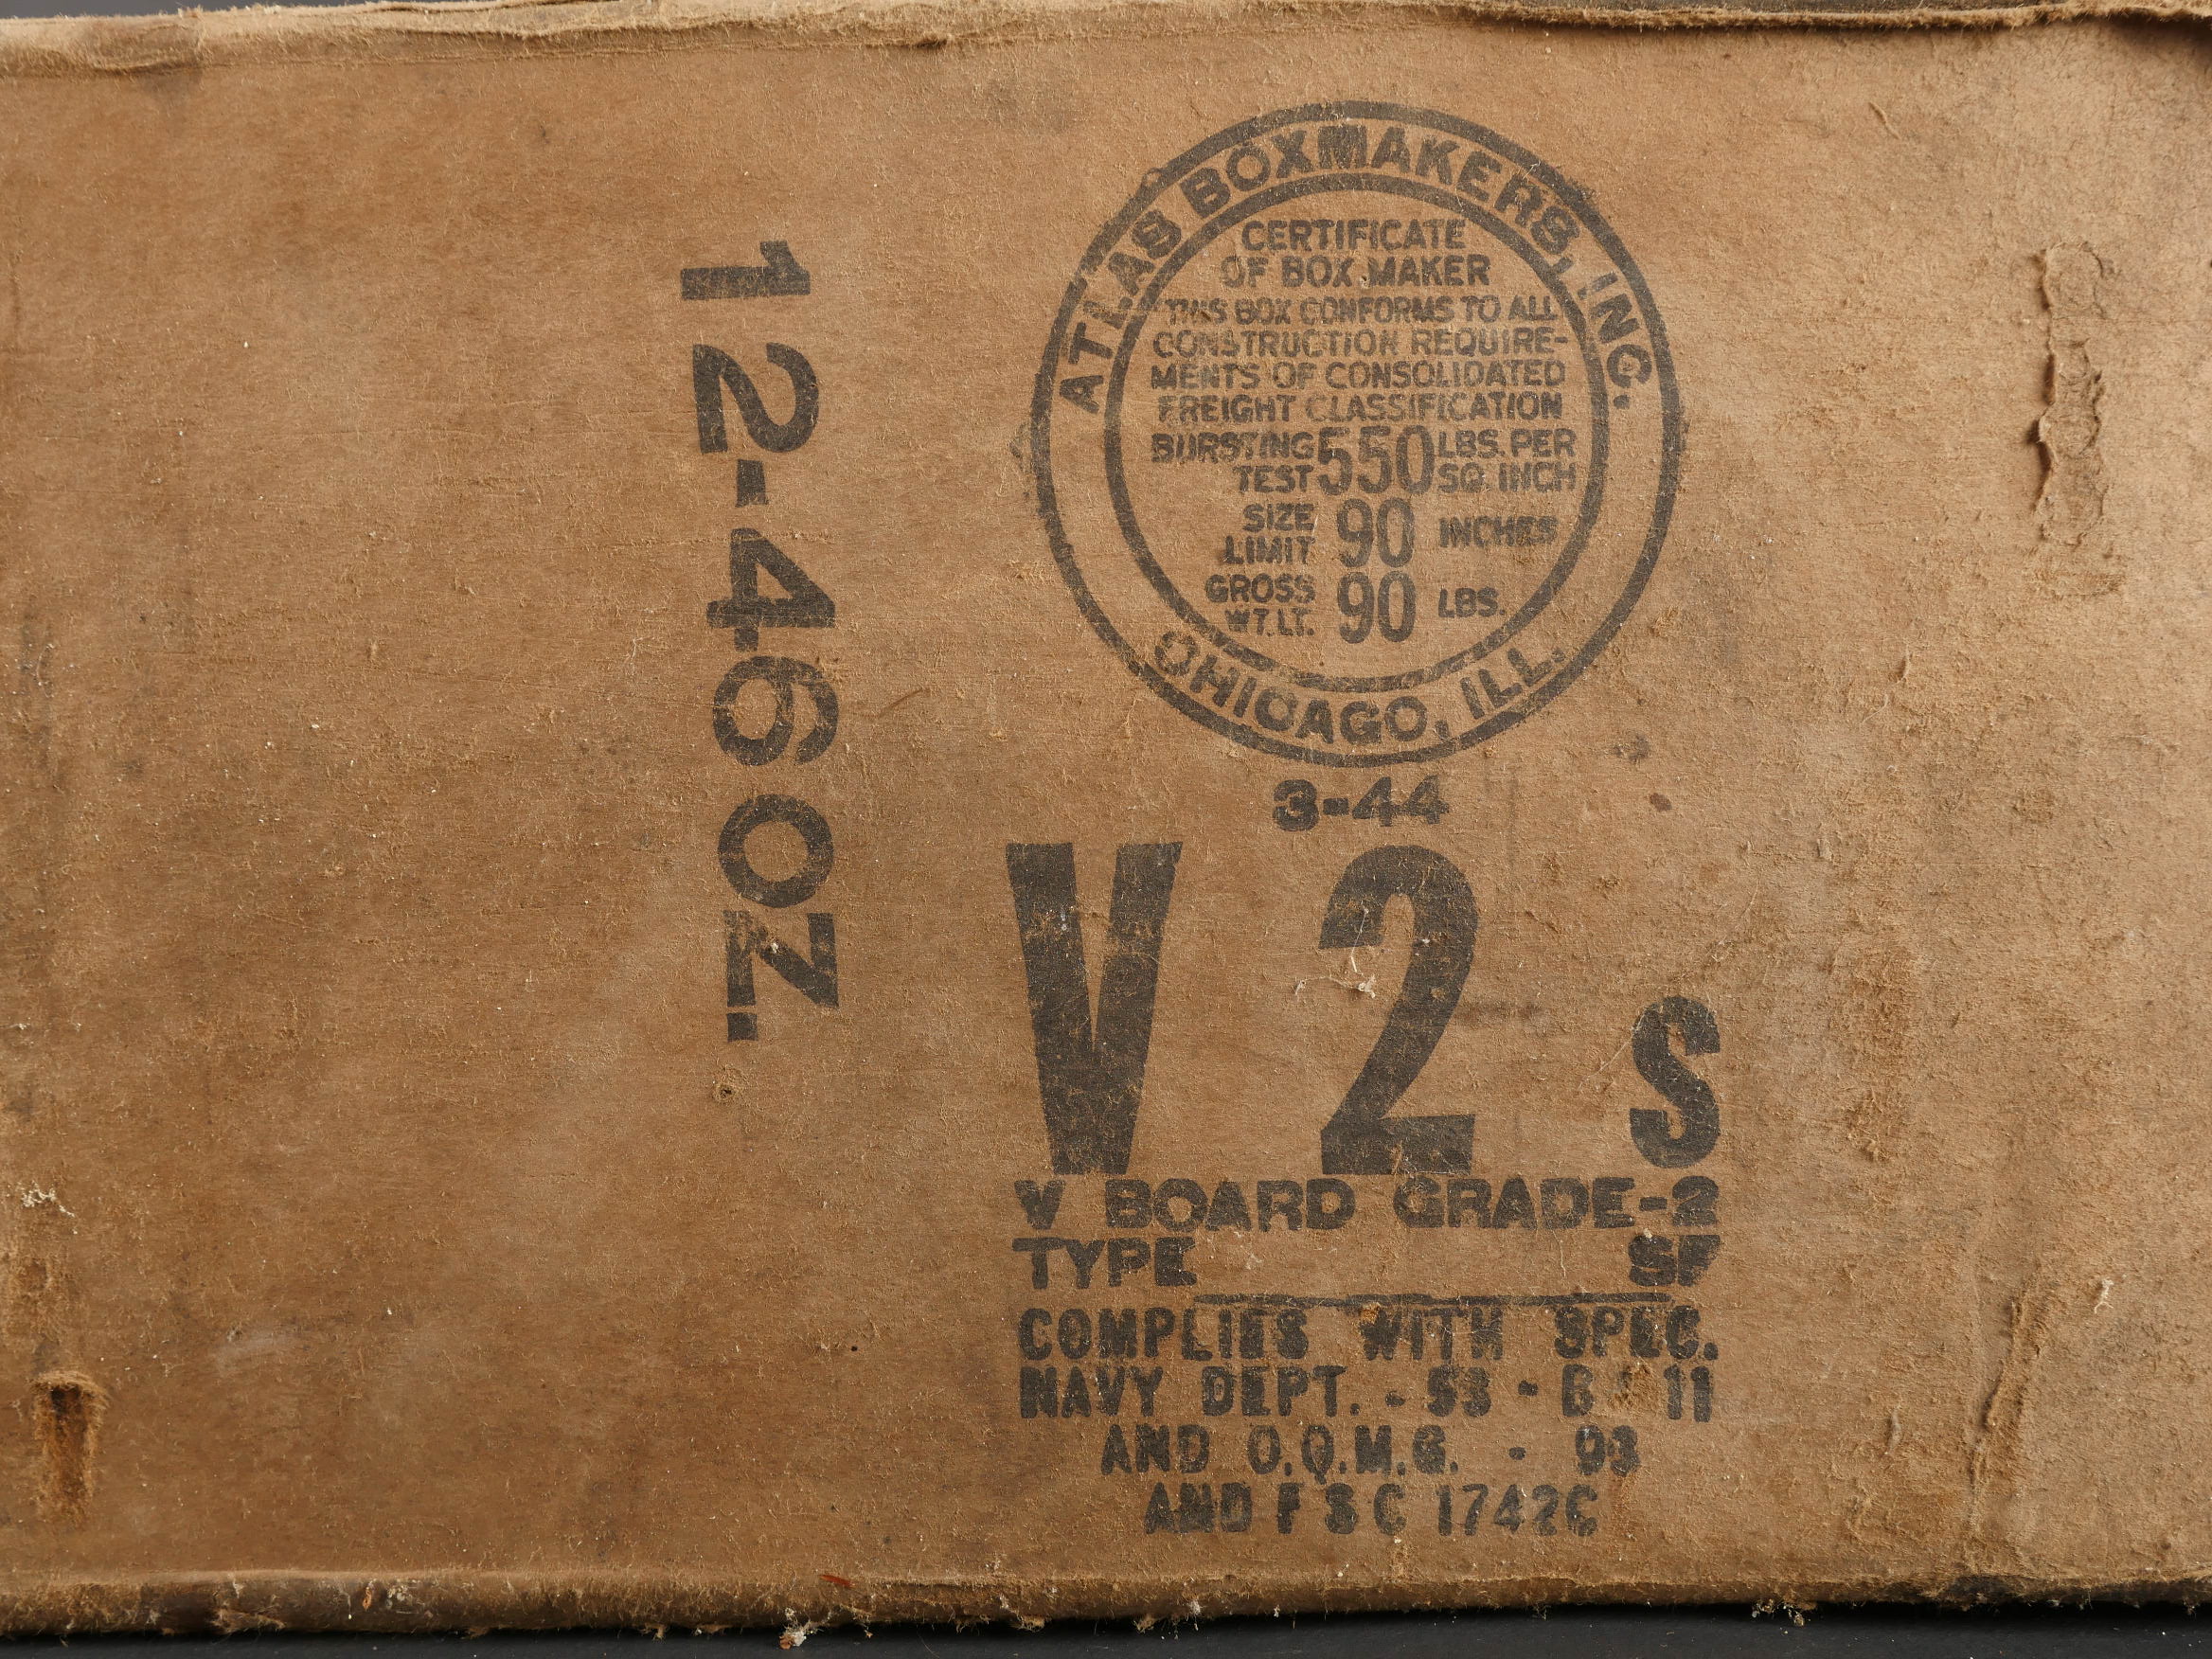 12-46 OZ.
ATLAS BOXMAKERS, INC.
CERTIFICATE
OF BOX MAKER
THIS BOX CONFORMS TO ALL
CONSTRUCTION REQUIRE-
MENTS OF CONSOLIDATED
FREIGHT CLASSIFICATION
BURSTING TEST 550 LBS. PER SQ. INCH
SIZE LIMIT 90 INCHES
GROSS WT. LT. 90 LBS.
CHICAGO, ILL.
3-44
V 2 s
V BOARD GRADE-2
TYPE SF
COMPLIES WITH SPEC.
NAVY DEPT. - 53 - B 11
AND O.Q.M.G. - 93
AND F S C 1742C